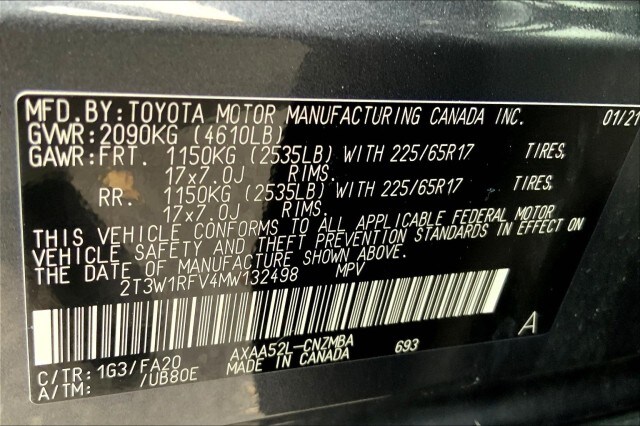 MFD.BY:TOYOTA MOTOR MANUFACTURING CANADA INC. 01/21
GVWR:2090KG (4610LB)
GAWR:FRT. 1150KG (2535LB) WITH 225/65R17 TIRES,
17x7.0J RIMS.
RR. 1150KG (2535LB) WITH 225/65R17 TIRES,
17x7.0J RIMS.
THIS VEHICLE CONFORMS TO ALL APPLICABLE FEDERAL MOTOR
VEHICLE SAFETY AND THEFT PREVENTION STANDARDS IN EFFECT ON
THE DATE OF MANUFACTURE SHOWN ABOVE.
2T3W1RFV4MW132498 MPV
A
C/TR: 1G3/FA20 AXAA52L-CNZMBA 693
A/TM: /UB80E MADE IN CANADA